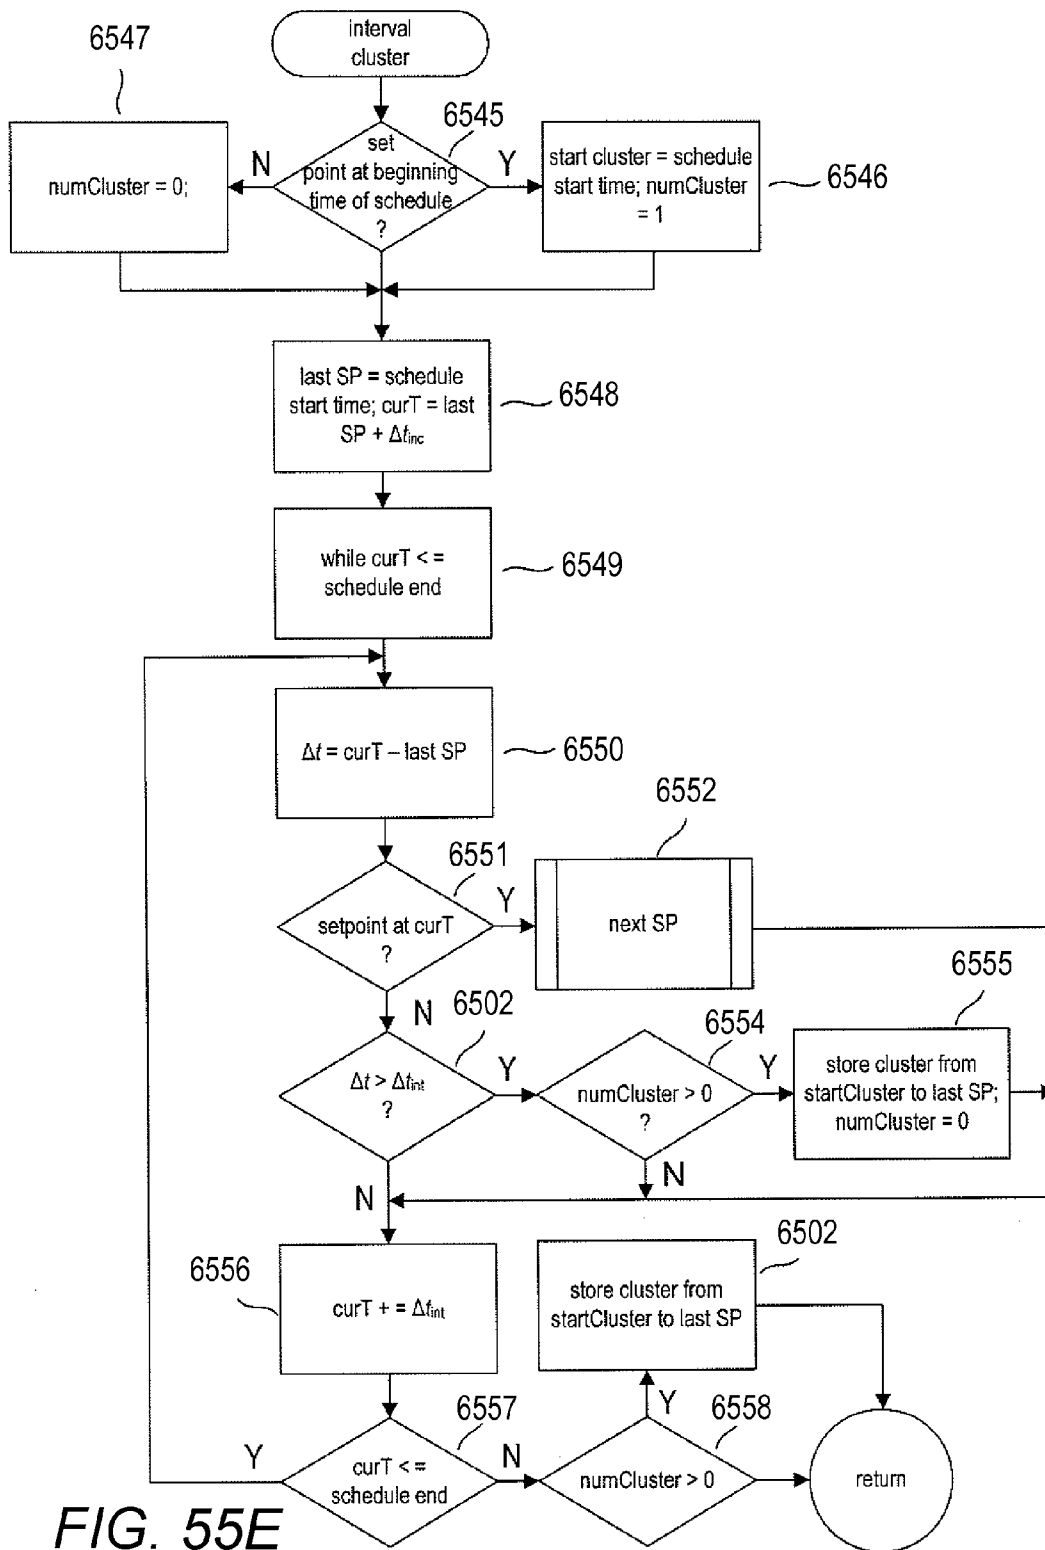 interval
cluster
6547
6545
set
point at beginning
time of schedule
?
N
Y
numCluster = 0;
start cluster = schedule
start time; numCluster
= 1
6546
last SP = schedule
start time; curT = last
SP + Δtinc
6548
while curT < =
schedule end
6549
Δt = curT – last SP
6550
6552
6551
setpoint at curT
?
Y
next SP
N
6502
6554
6555
Δt > Δtint
?
Y
numCluster > 0
?
Y
store cluster from
startCluster to last SP;
numCluster = 0
N
N
6502
6556
curT + = Δtint
store cluster from
startCluster to last SP
Y
6557
6558
Y
curT < =
schedule end
N
numCluster > 0
return
FIG. 55E